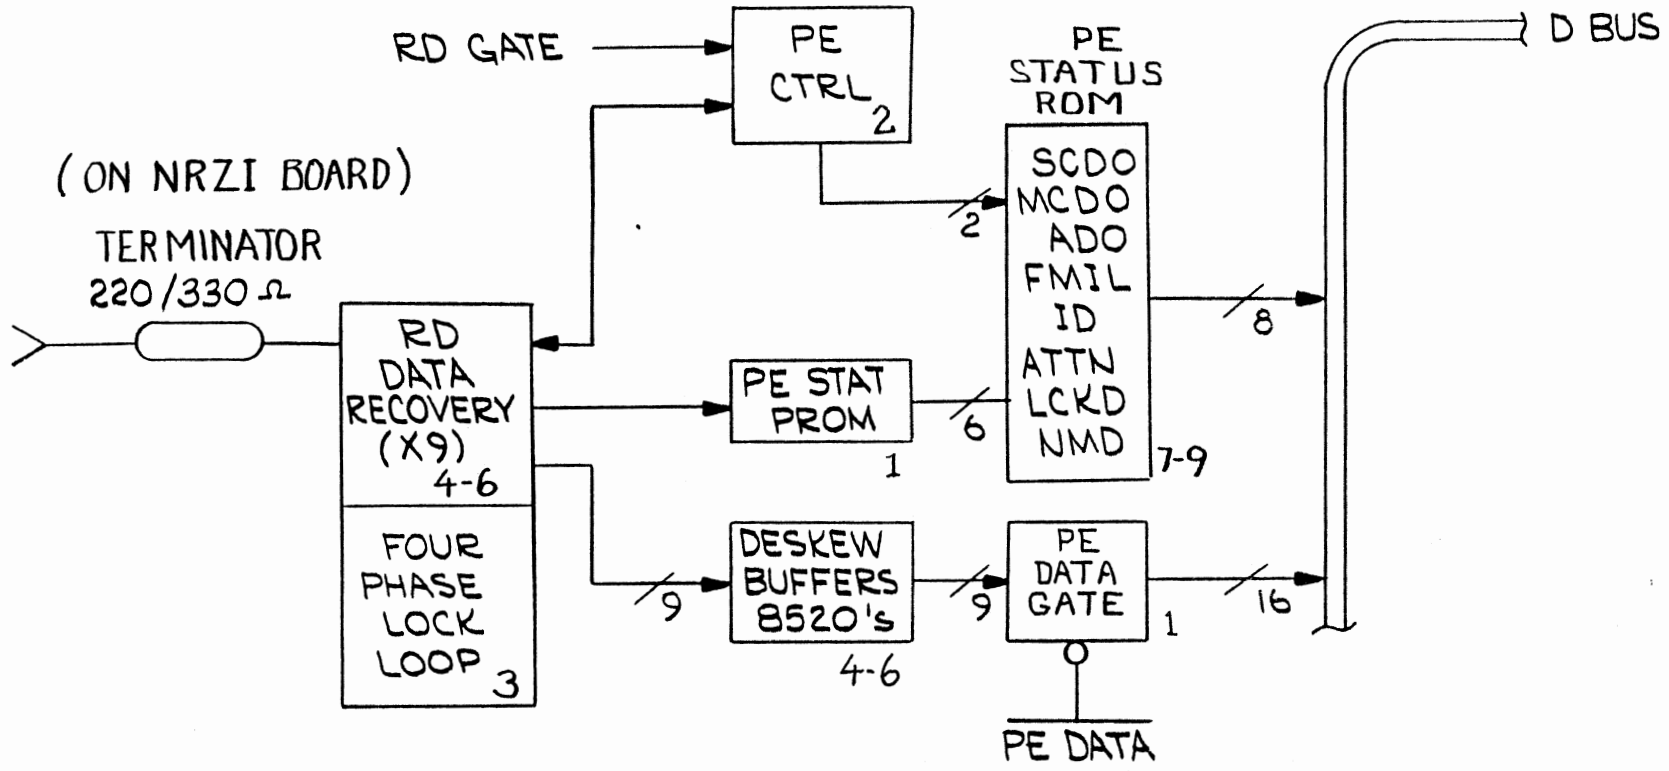 RD GATE
PE
CTRL
2
PE
STATUS
ROM
D BUS
(ON NRZI BOARD)
TERMINATOR
220/330 Ω
2
SCDO
MCDO
ADO
FMIL
ID
ATTN
LCKD
NMD
7-9
8
RD
DATA
RECOVERY
(X9)
4-6
PE STAT
PROM
1
6
FOUR
PHASE
LOCK
LOOP
3
9
DESKEW
BUFFERS
8520's
4-6
9
PE
DATA
GATE
1
16
PE DATA